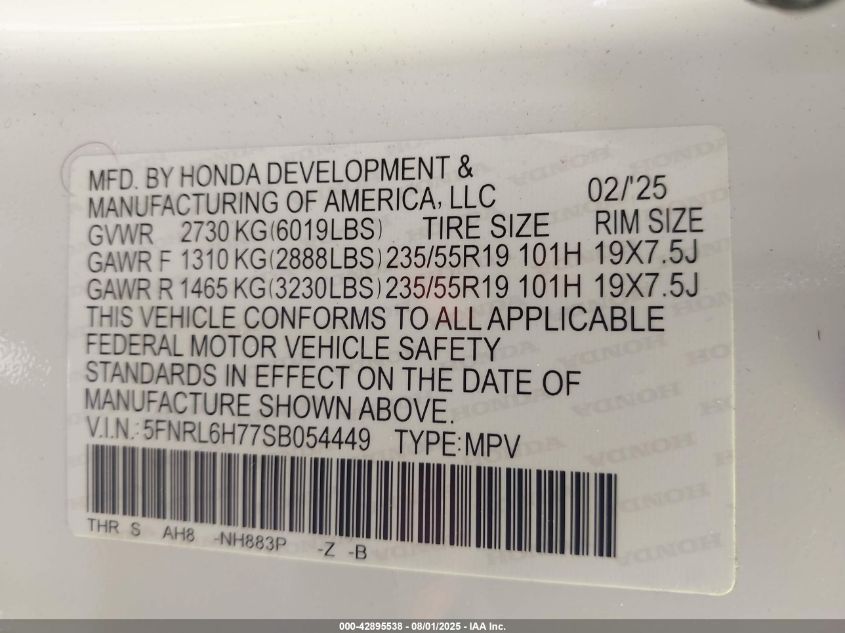 MFD. BY HONDA DEVELOPMENT &
MANUFACTURING OF AMERICA, LLC 02/'25
GVWR 2730 KG(6019LBS) TIRE SIZE RIM SIZE
GAWR F 1310 KG(2888LBS) 235/55R19 101H 19X7.5J
GAWR R 1465 KG(3230LBS) 235/55R19 101H 19X7.5J
THIS VEHICLE CONFORMS TO ALL APPLICABLE
FEDERAL MOTOR VEHICLE SAFETY
STANDARDS IN EFFECT ON THE DATE OF
MANUFACTURE SHOWN ABOVE.
V.I.N.:5FNRL6H77SB054449 TYPE:MPV
THR S AH8 -NH883P -Z -B
000-42895538 - 08/01/2025 - IAA Inc.